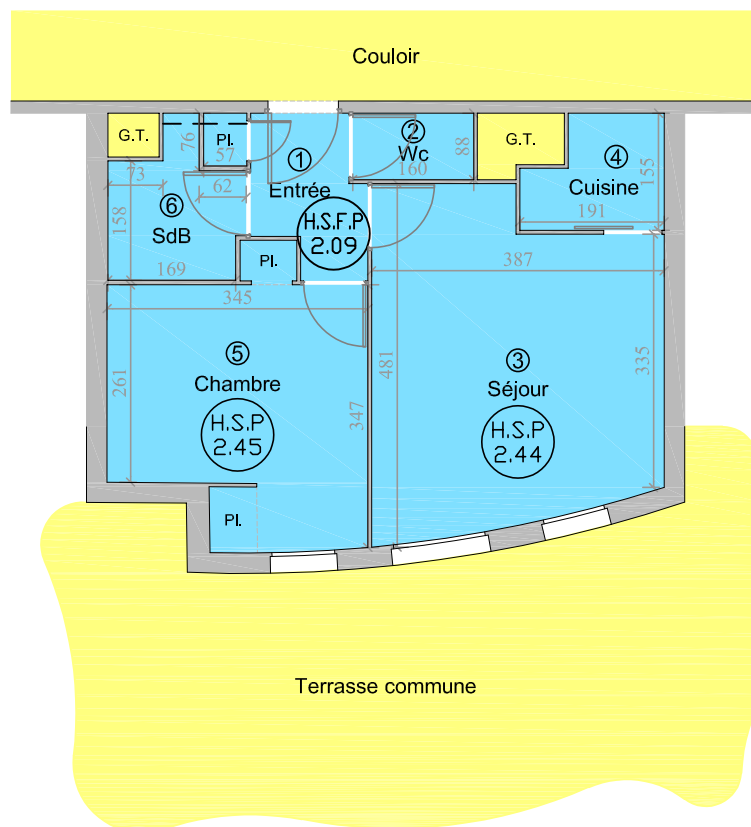 Couloir
G.T.
76
Pl.
57
①
Entrée
②
Wc
160
88
G.T.
④
Cuisine
155
191
73
62
⑥
SdB
158
169
H.S.F.P
2.09
Pl.
387
345
261
⑤
Chambre
H.S.P
2.45
347
481
③
Séjour
335
H.S.P
2.44
Pl.
Terrasse commune